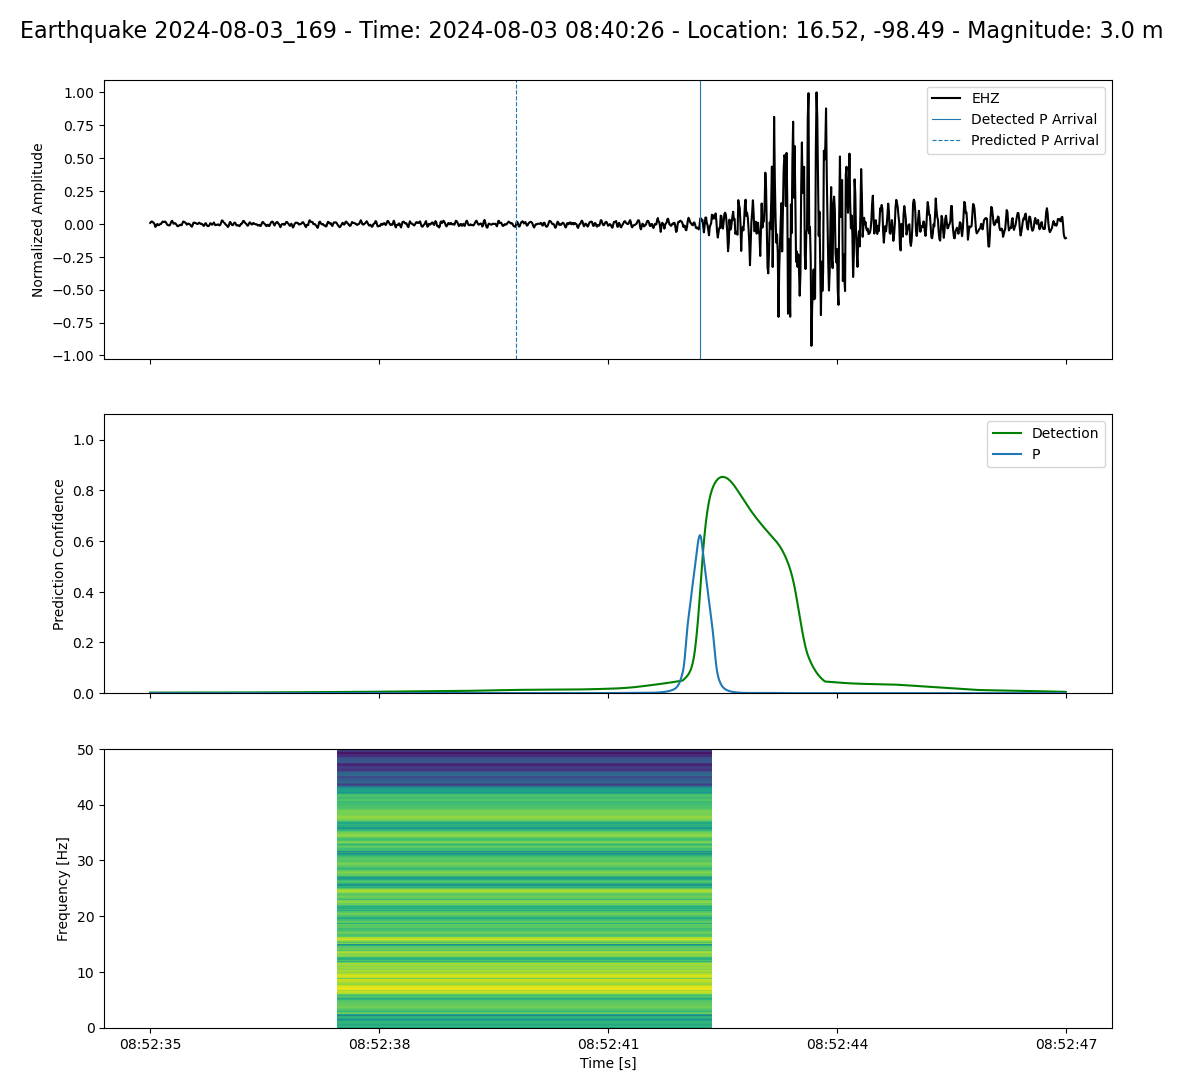 Earthquake 2024-08-03_169 - Time: 2024-08-03 08:40:26 - Location: 16.52, -98.49 - Magnitude: 3.0 m
Normalized Amplitude
1.00
0.75
0.50
0.25
0.00
−0.25
−0.50
−0.75
−1.00
EHZ
Detected P Arrival
Predicted P Arrival
Prediction Confidence
1.0
0.8
0.6
0.4
0.2
0.0
Detection
P
Frequency [Hz]
50
40
30
20
10
0
08:52:35 08:52:38 08:52:41 08:52:44 08:52:47
Time [s]